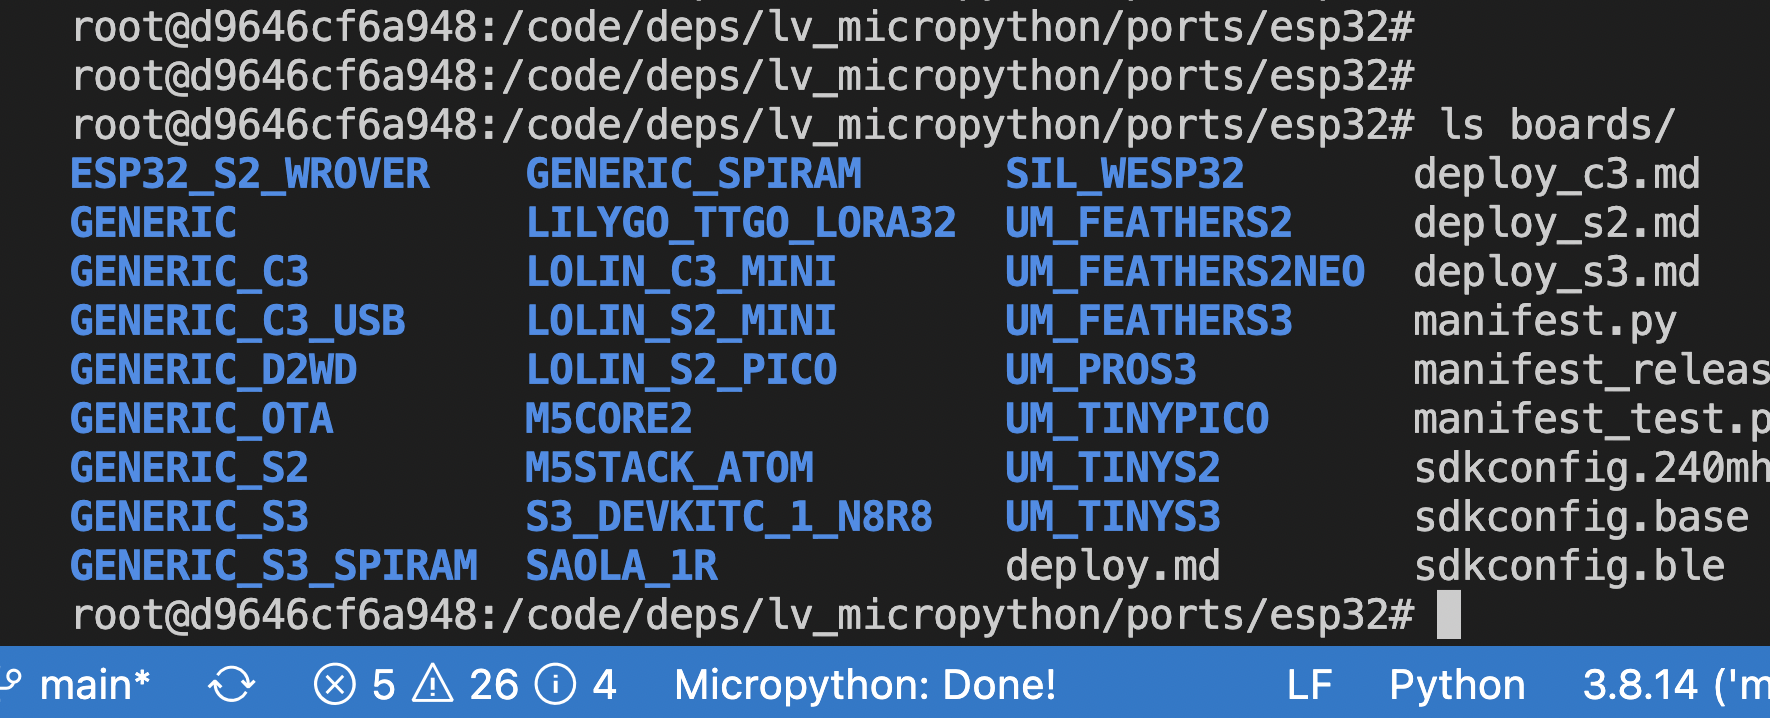 root@d9646cf6a948:/code/deps/lv_micropython/ports/esp32#
root@d9646cf6a948:/code/deps/lv_micropython/ports/esp32#
root@d9646cf6a948:/code/deps/lv_micropython/ports/esp32# ls boards/
ESP32_S2_WROVER GENERIC_SPIRAM SIL_WESP32 deploy_c3.md
GENERIC LILYGO_TTGO_LORA32 UM_FEATHERS2 deploy_s2.md
GENERIC_C3 LOLIN_C3_MINI UM_FEATHERS2NEO deploy_s3.md
GENERIC_C3_USB LOLIN_S2_MINI UM_FEATHERS3 manifest.py
GENERIC_D2WD LOLIN_S2_PICO UM_PROS3 manifest_releas
GENERIC_OTA M5CORE2 UM_TINYPICO manifest_test.p
GENERIC_S2 M5STACK_ATOM UM_TINYS2 sdkconfig.240mh
GENERIC_S3 S3_DEVKITC_1_N8R8 UM_TINYS3 sdkconfig.base
GENERIC_S3_SPIRAM SAOLA_1R deploy.md sdkconfig.ble
root@d9646cf6a948:/code/deps/lv_micropython/ports/esp32#
main* 5 26 4 Micropython: Done! LF Python 3.8.14 ('m